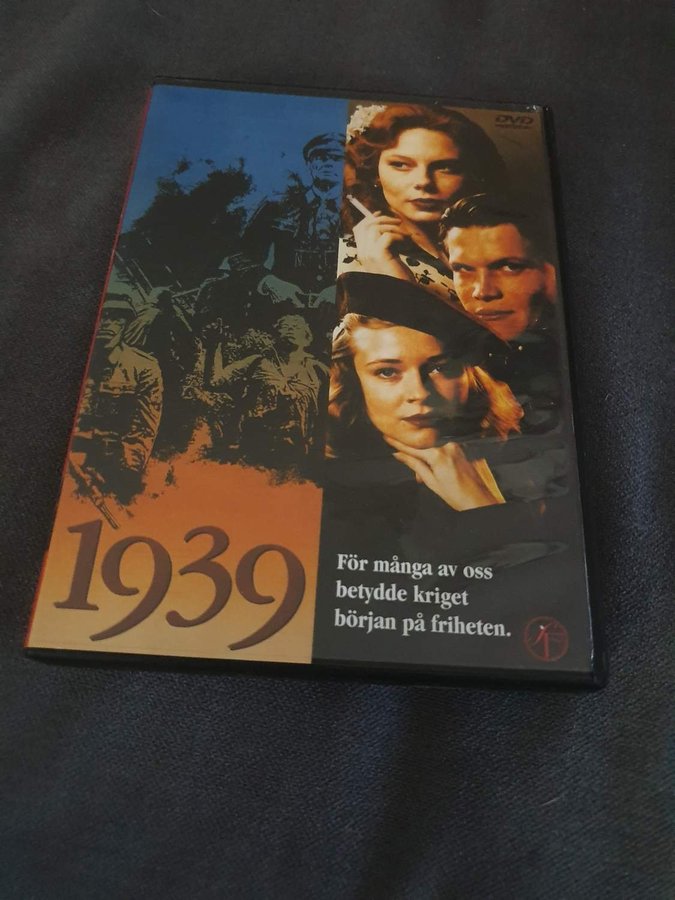 DVD
1939
För många av oss
betydde kriget
början på friheten.